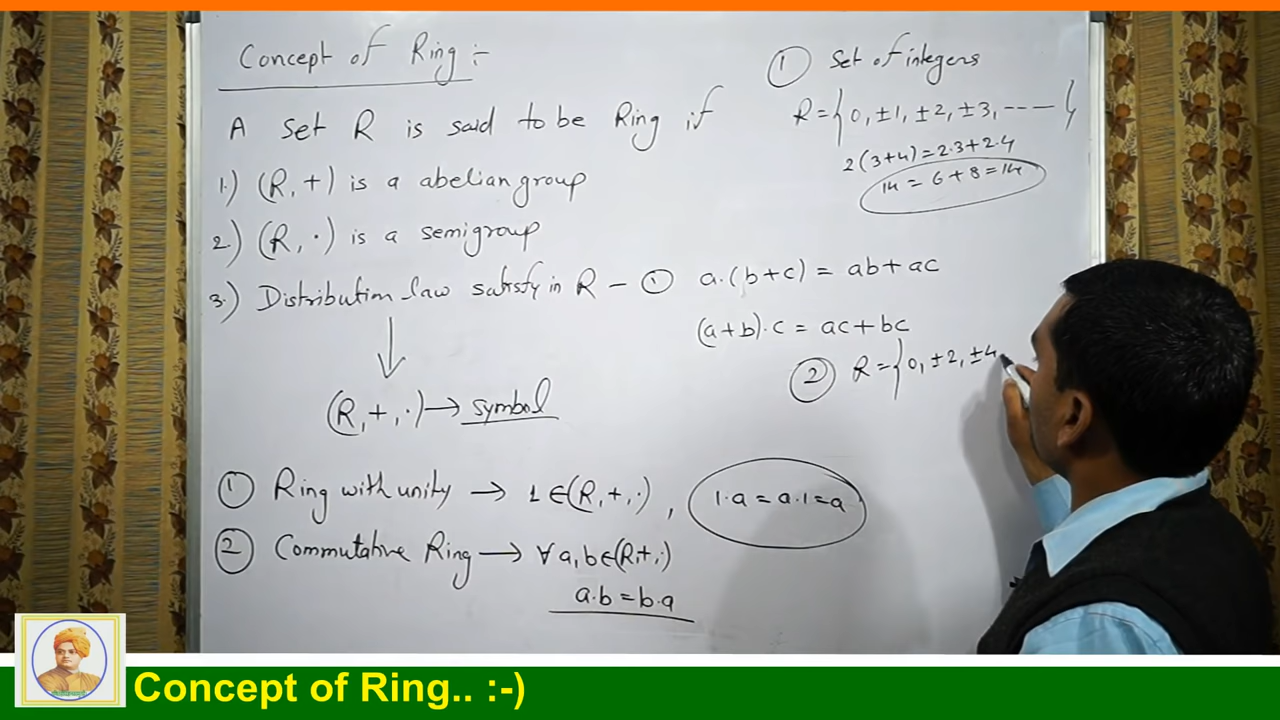 Concept of Ring :-
A set R is said to be Ring if
1.) (R, +) is a abelian group
2.) (R, ·) is a semigroup
3.) Distribution law satisfy in R – ① a·(b+c) = ab+ac
(a+b)·c = ac+bc
(R, +, ·) → symbol
① Ring with unity → 1 ∈ (R, +, ·), 1·a = a·1 = a
② Commutative Ring → ∀ a, b ∈ (R, +, ·)
a·b = b·a
① Set of integers
R = { 0, ±1, ±2, ±3, ---- }
2(3+4) = 2·3+2·4
14 = 6+8 = 14
② R = { 0, ±2, ±4
Concept of Ring.. :-)